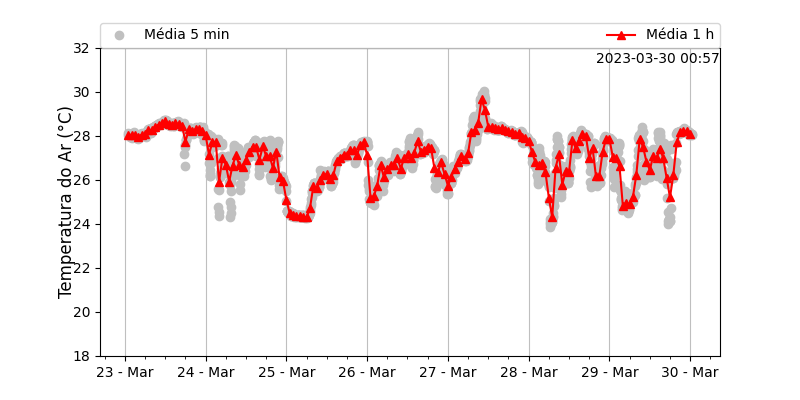 Média 5 min
Média 1 h
2023-03-30 00:57
Temperatura do Ar (°C)
32
30
28
26
24
22
20
18
23 - Mar
24 - Mar
25 - Mar
26 - Mar
27 - Mar
28 - Mar
29 - Mar
30 - Mar